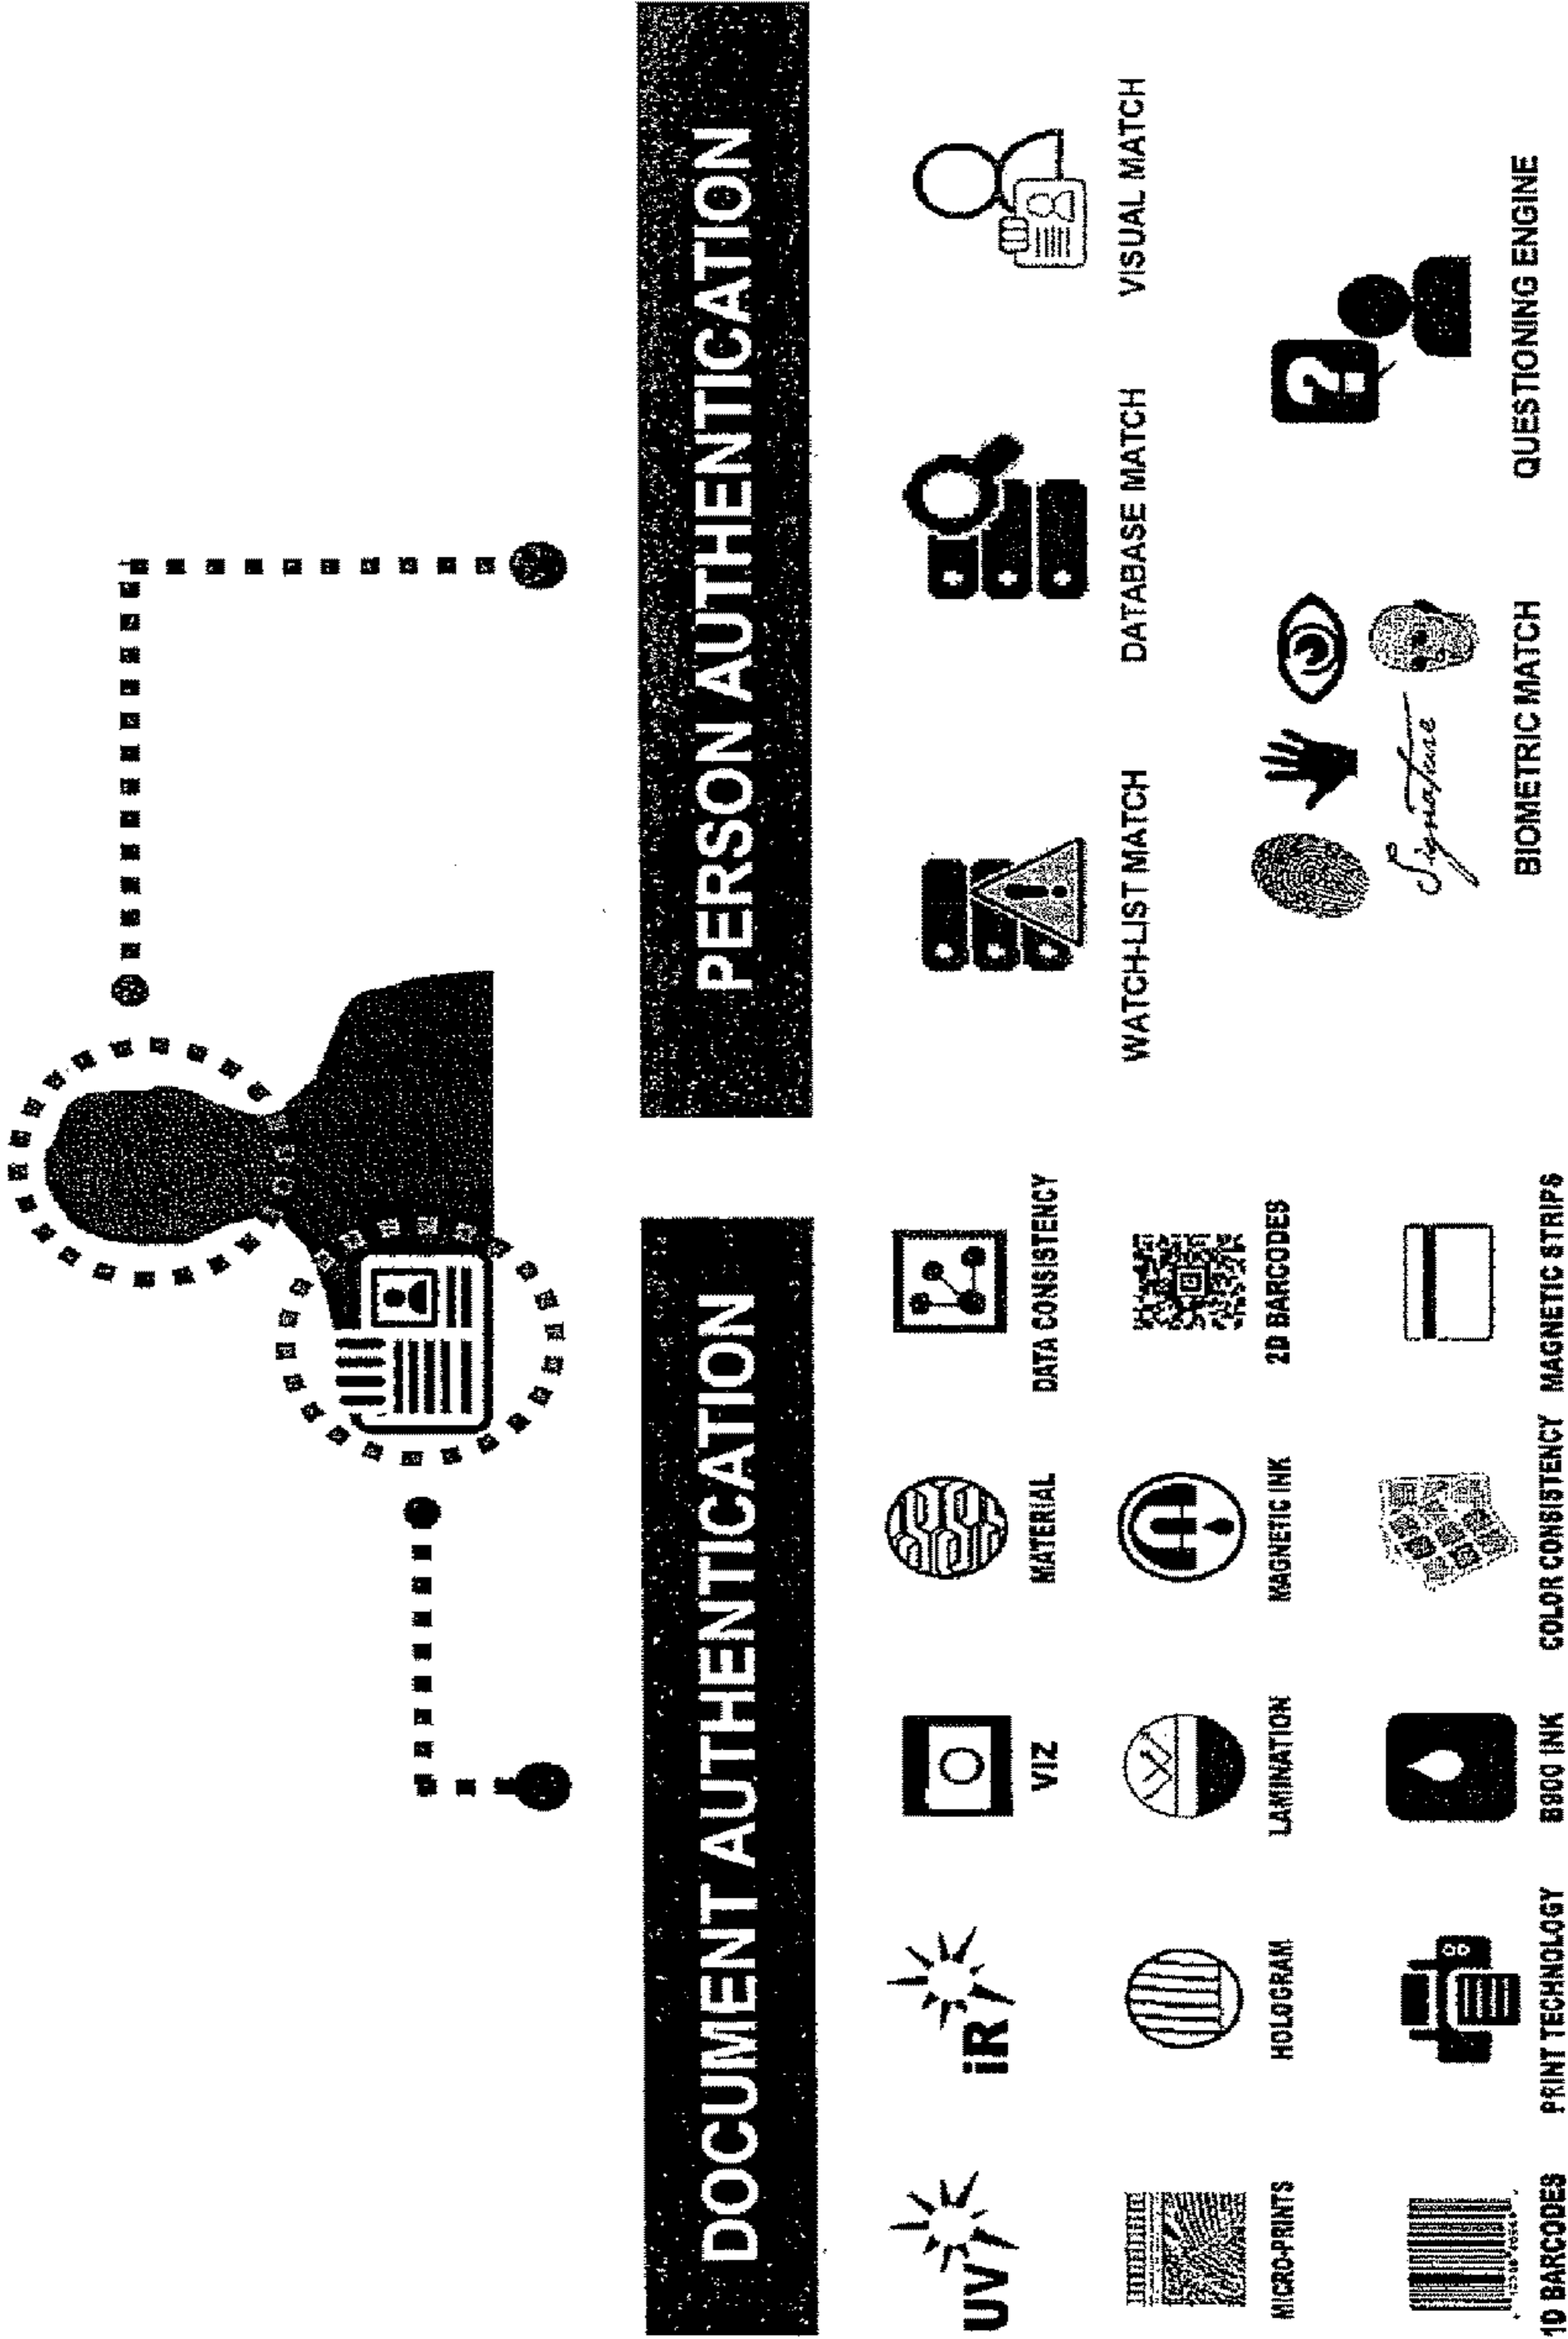 DOCUMENT AUTHENTICATION
UV
iR
VIZ
MATERIAL
DATA CONSISTENCY
MICRO-PRINTS
HOLOGRAM
LAMINATION
MAGNETIC INK
2D BARCODES
1D BARCODES
PRINT TECHNOLOGY
B900 INK
COLOR CONSISTENCY
MAGNETIC STRIPS
PERSON AUTHENTICATION
WATCH-LIST MATCH
DATABASE MATCH
VISUAL MATCH
Signature
?
BIOMETRIC MATCH
QUESTIONING ENGINE